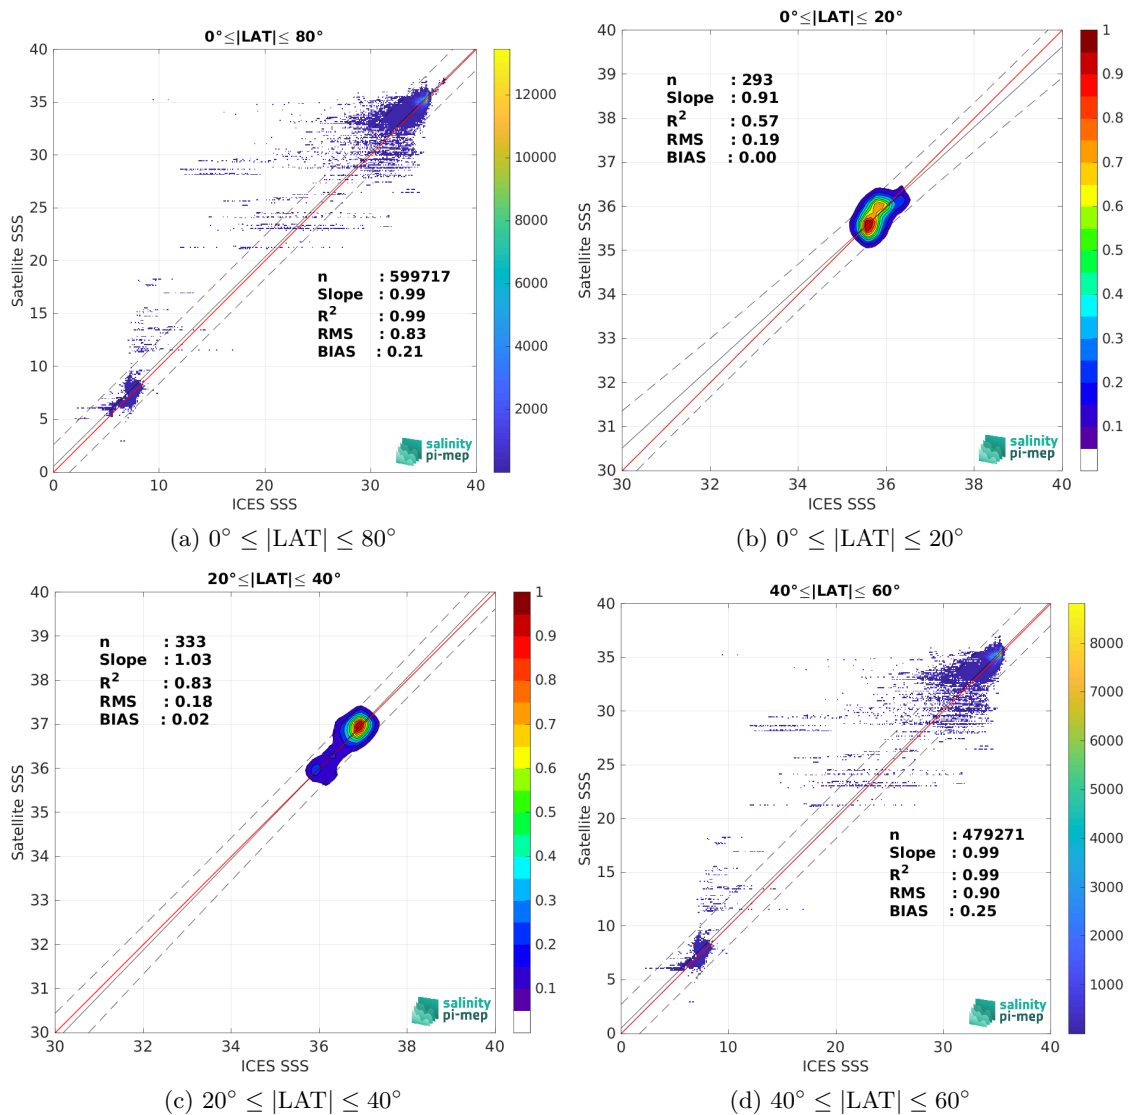 0°≤|LAT|≤ 80°
40
35
30
25
20
15
10
5
0
Satellite SSS
n : 599717
Slope : 0.99
R² : 0.99
RMS : 0.83
BIAS : 0.21
salinity
pi-mep
0 10 20 30 40
ICES SSS
12000
10000
8000
6000
4000
2000
(a) 0° ≤ |LAT| ≤ 80°
0°≤|LAT|≤ 20°
40
39
38
37
36
35
34
33
32
31
30
Satellite SSS
n : 293
Slope : 0.91
R² : 0.57
RMS : 0.19
BIAS : 0.00
salinity
pi-mep
30 32 34 36 38 40
ICES SSS
1
0.9
0.8
0.7
0.6
0.5
0.4
0.3
0.2
0.1
(b) 0° ≤ |LAT| ≤ 20°
20°≤|LAT|≤ 40°
40
39
38
37
36
35
34
33
32
31
30
Satellite SSS
n : 333
Slope : 1.03
R² : 0.83
RMS : 0.18
BIAS : 0.02
salinity
pi-mep
30 32 34 36 38 40
ICES SSS
1
0.9
0.8
0.7
0.6
0.5
0.4
0.3
0.2
0.1
(c) 20° ≤ |LAT| ≤ 40°
40°≤|LAT|≤ 60°
40
35
30
25
20
15
10
5
0
Satellite SSS
n : 479271
Slope : 0.99
R² : 0.99
RMS : 0.90
BIAS : 0.25
salinity
pi-mep
0 10 20 30 40
ICES SSS
8000
7000
6000
5000
4000
3000
2000
1000
(d) 40° ≤ |LAT| ≤ 60°